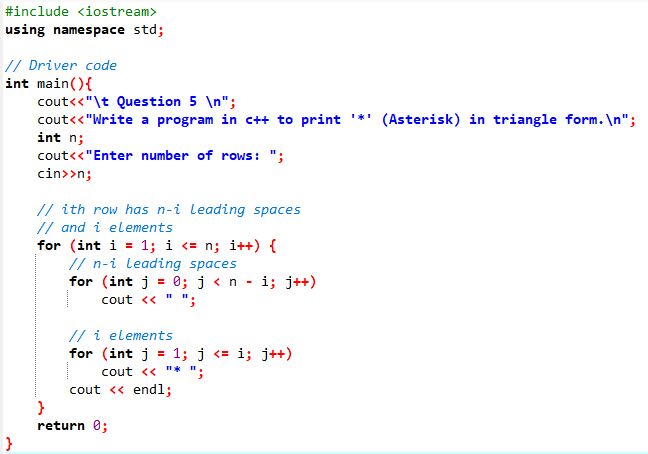 #include <iostream>
using namespace std;

// Driver code
int main(){
    cout<<"\t Question 5 \n";
    cout<<"Write a program in c++ to print '*' (Asterisk) in triangle form.\n";
    int n;
    cout<<"Enter number of rows: ";
    cin>>n;

    // ith row has n-i leading spaces
    // and i elements
    for (int i = 1; i <= n; i++) {
        // n-i leading spaces
        for (int j = 0; j < n - i; j++)
            cout << " ";

        // i elements
        for (int j = 1; j <= i; j++)
            cout << "* ";
        cout << endl;
    }
    return 0;
}